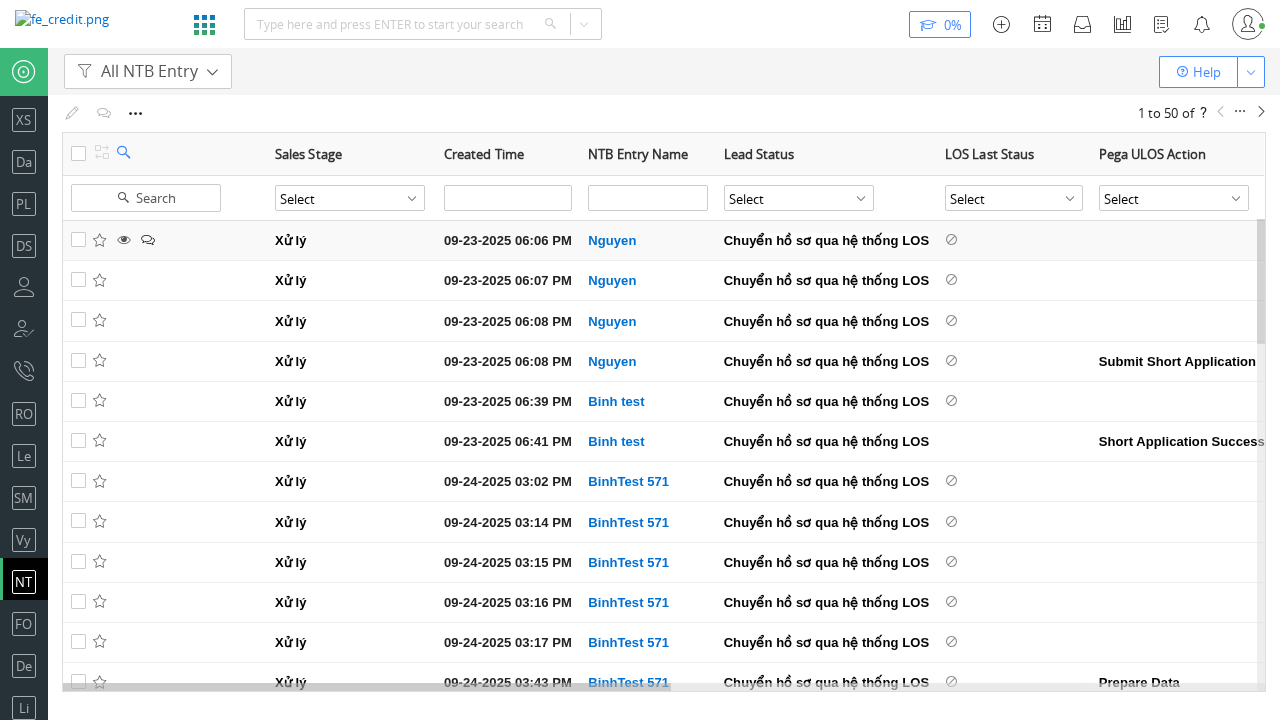 fe_credit.png
Type here and press ENTER to start your search
0%
All NTB Entry
Help
1 to 50 of ?
XS
Da
PL
DS
RO
Le
SM
Vy
NT
FO
De
Li
Sales Stage Created Time NTB Entry Name Lead Status LOS Last Staus Pega ULOS Action
Search Select Select Select Select
Xử lý 09-23-2025 06:06 PM Nguyen Chuyển hồ sơ qua hệ thống LOS
Xử lý 09-23-2025 06:07 PM Nguyen Chuyển hồ sơ qua hệ thống LOS
Xử lý 09-23-2025 06:08 PM Nguyen Chuyển hồ sơ qua hệ thống LOS
Xử lý 09-23-2025 06:08 PM Nguyen Chuyển hồ sơ qua hệ thống LOS Submit Short Application
Xử lý 09-23-2025 06:39 PM Binh test Chuyển hồ sơ qua hệ thống LOS
Xử lý 09-23-2025 06:41 PM Binh test Chuyển hồ sơ qua hệ thống LOS Short Application Success
Xử lý 09-24-2025 03:02 PM BinhTest 571 Chuyển hồ sơ qua hệ thống LOS
Xử lý 09-24-2025 03:14 PM BinhTest 571 Chuyển hồ sơ qua hệ thống LOS
Xử lý 09-24-2025 03:15 PM BinhTest 571 Chuyển hồ sơ qua hệ thống LOS
Xử lý 09-24-2025 03:16 PM BinhTest 571 Chuyển hồ sơ qua hệ thống LOS
Xử lý 09-24-2025 03:17 PM BinhTest 571 Chuyển hồ sơ qua hệ thống LOS
Xử lý 09-24-2025 03:43 PM BinhTest 571 Chuyển hồ sơ qua hệ thống LOS Prepare Data